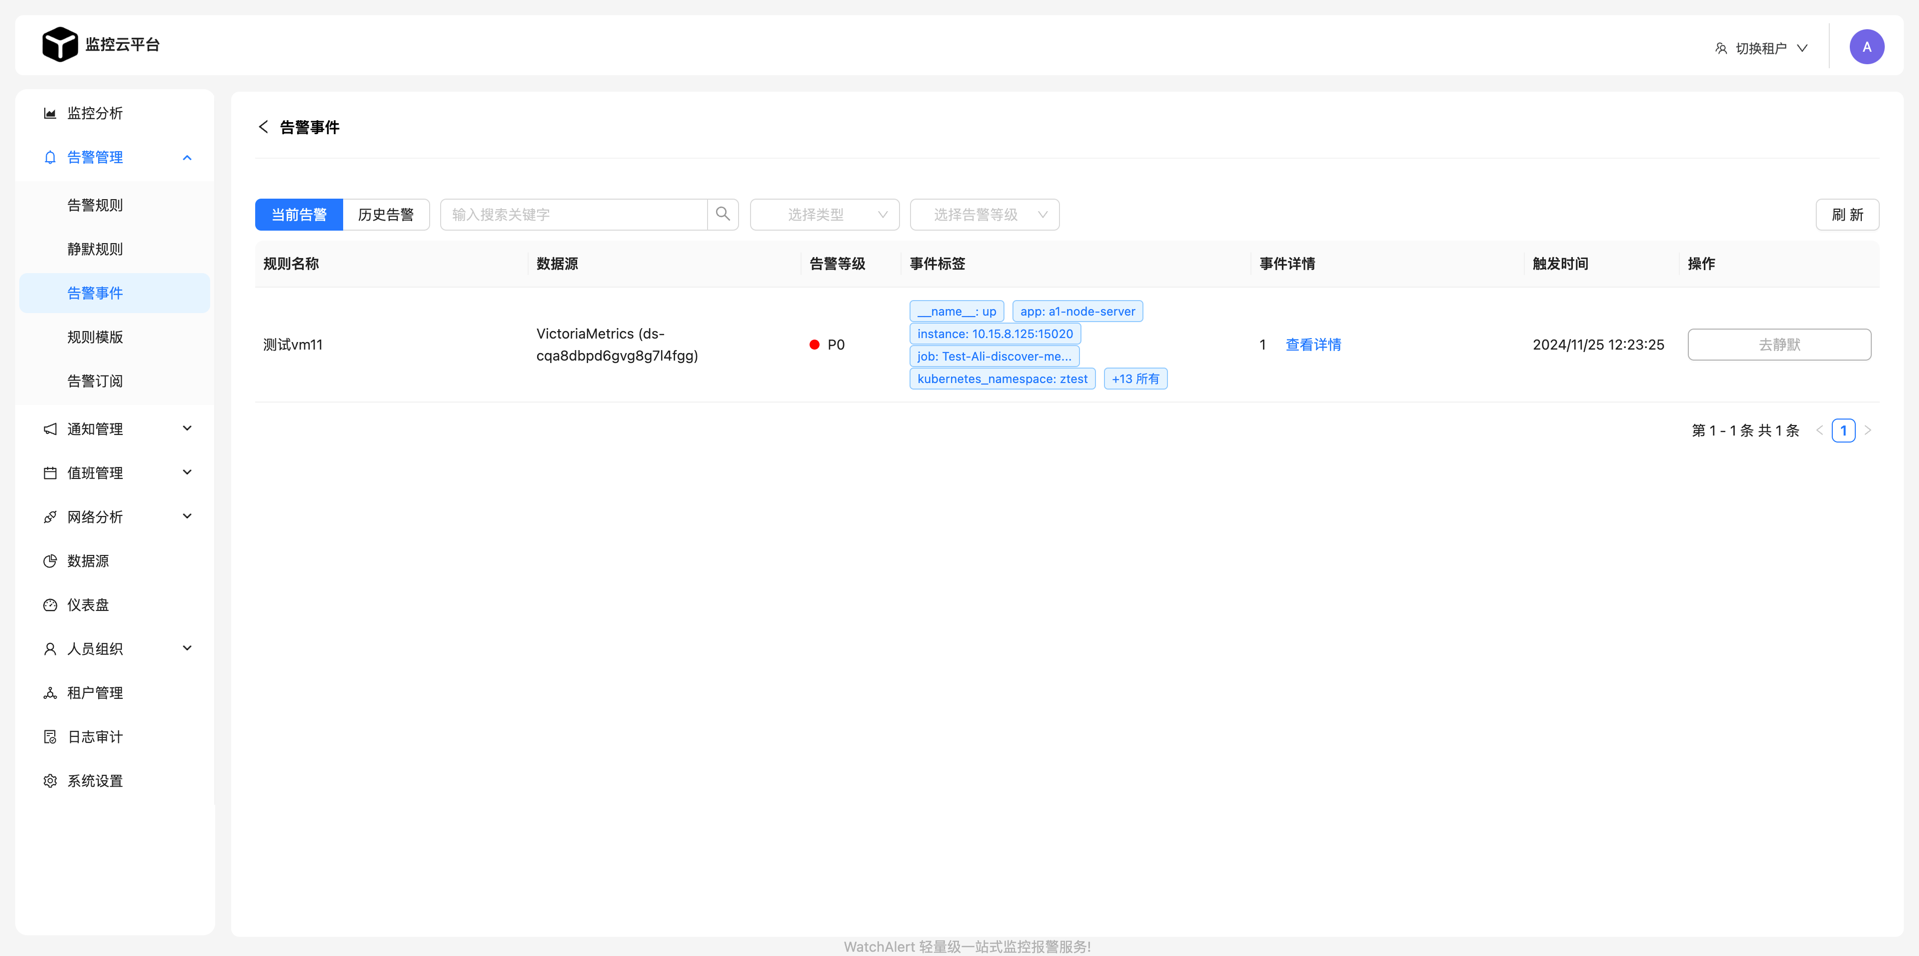 监控云平台
切换租户
A
监控分析
告警管理
告警规则
静默规则
告警事件
规则模版
告警订阅
通知管理
值班管理
网络分析
数据源
仪表盘
人员组织
租户管理
日志审计
系统设置
告警事件
当前告警 历史告警 输入搜索关键字 选择类型 选择告警等级 刷 新
规则名称 数据源 告警等级 事件标签 事件详情 触发时间 操作
测试vm11
VictoriaMetrics (ds-
cqa8dbpd6gvg8g7l4fgg)
P0
__name__: up app: a1-node-server
instance: 10.15.8.125:15020
job: Test-Ali-discover-me...
kubernetes_namespace: ztest +13 所有
1 查看详情
2024/11/25 12:23:25
去静默
第 1 - 1 条 共 1 条 < 1 >
WatchAlert 轻量级一站式监控报警服务!